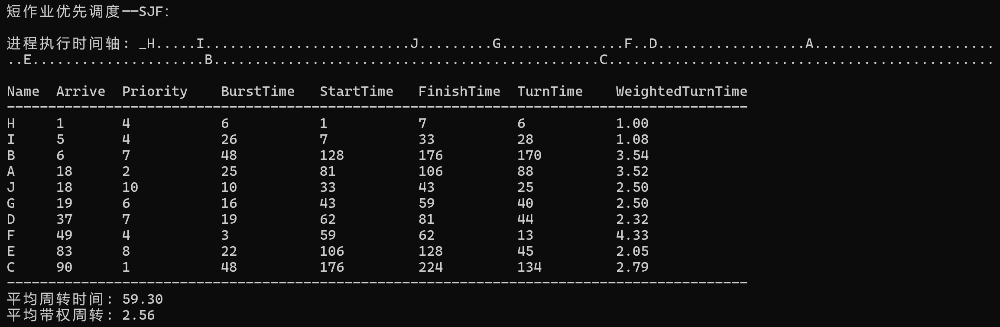 短作业优先调度——SJF:
进程执行时间轴: _H.....I.........................J.........G...............F..D..................A......................
..E.....................B...............................................C...............................................
Name  Arrive  Priority    BurstTime   StartTime   FinishTime  TurnTime    WeightedTurnTime
------------------------------------------------------------------------------------------
H     1       4           6           1           7           6           1.00
I     5       4           26          7           33          28          1.08
B     6       7           48          128         176         170         3.54
A     18      2           25          81          106         88          3.52
J     18      10          10          33          43          25          2.50
G     19      6           16          43          59          40          2.50
D     37      7           19          62          81          44          2.32
F     49      4           3           59          62          13          4.33
E     83      8           22          106         128         45          2.05
C     90      1           48          176         224         134         2.79
------------------------------------------------------------------------------------------
平均周转时间: 59.30
平均带权周转: 2.56